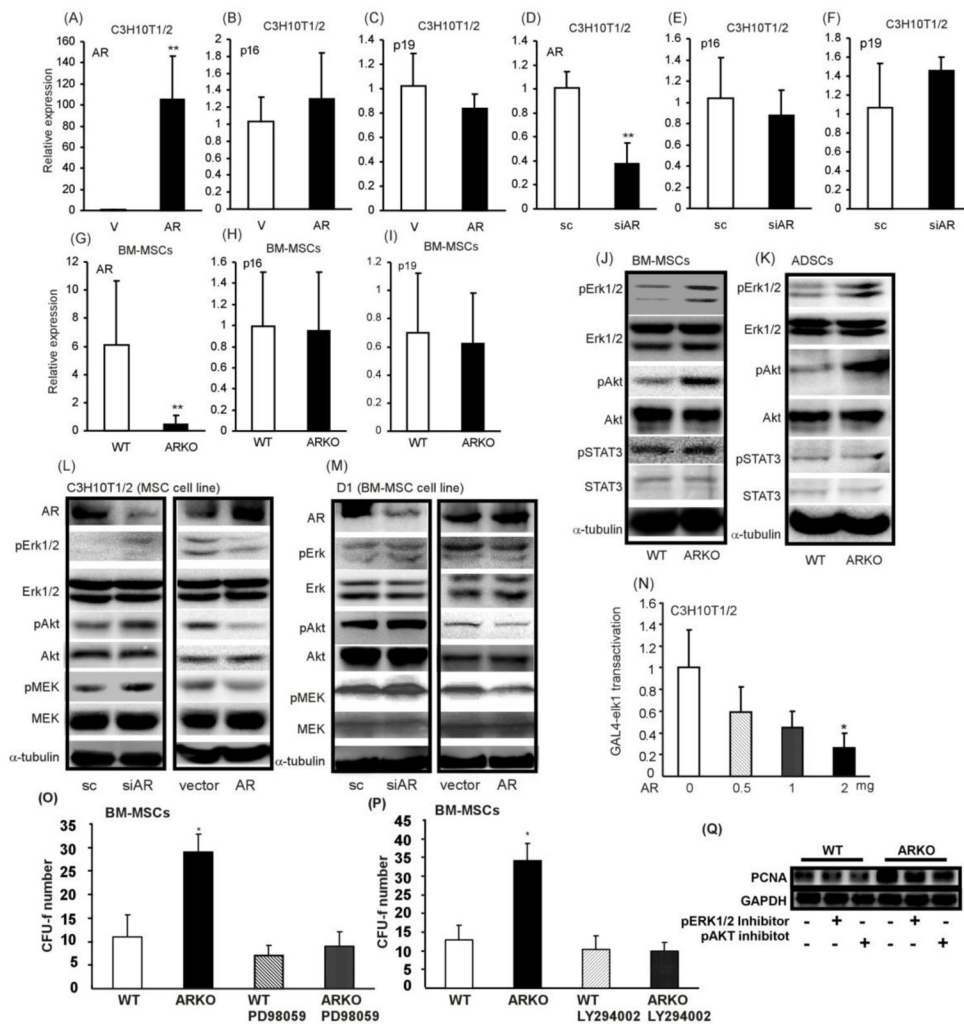 (A) (B) (C) (D) (E) (F)
C3H10T1/2 C3H10T1/2 C3H10T1/2 C3H10T1/2 C3H10T1/2 C3H10T1/2
Relative expression
AR
**
160
140
120
100
80
60
40
20
0
V AR
p16
2
1.8
1.6
1.4
1.2
1
0.8
0.6
0.4
0.2
0
V AR
p19
1.4
1.2
1
0.8
0.6
0.4
0.2
0
V AR
AR
**
1.4
1.2
1
0.8
0.6
0.4
0.2
0
sc siAR
p16
1.6
1.4
1.2
1
0.8
0.6
0.4
0.2
0
sc siAR
p19
1.8
1.6
1.4
1.2
1
0.8
0.6
0.4
0.2
0
sc siAR
(G) (H) (I)
BM-MSCs BM-MSCs BM-MSCs
Relative expression
AR
**
12
10
8
6
4
2
0
WT ARKO
p16
1.6
1.4
1.2
1
0.8
0.6
0.4
0.2
0
WT ARKO
p19
1.2
1
0.8
0.6
0.4
0.2
0
WT ARKO
(J) BM-MSCs
pErk1/2
Erk1/2
pAkt
Akt
pSTAT3
STAT3
α-tubulin
WT ARKO
(K) ADSCs
pErk1/2
Erk1/2
pAkt
Akt
pSTAT3
STAT3
α-tubulin
WT ARKO
(L)
C3H10T1/2 (MSC cell line)
AR
pErk1/2
Erk1/2
pAkt
Akt
pMEK
MEK
α-tubulin
sc siAR vector AR
(M)
D1 (BM-MSC cell line)
AR
pErk
Erk
pAkt
Akt
pMEK
MEK
α-tubulin
sc siAR vector AR
(N)
C3H10T1/2
GAL4-elk1 transactivation
1.6
1.4
1.2
1
0.8
0.6
0.4
0.2
0
*
AR 0 0.5 1 2 mg
(O)
BM-MSCs
CFU-f number
35
30
25
20
15
10
5
0
*
WT ARKO WT ARKO
PD98059 PD98059
(P)
BM-MSCs
CFU-f number
45
40
35
30
25
20
15
10
5
0
*
WT ARKO WT ARKO
LY294002 LY294002
(Q)
WT ARKO
PCNA
GAPDH
pERK1/2 Inhibitor - + - - + -
pAKT inhibitot - - + - - +